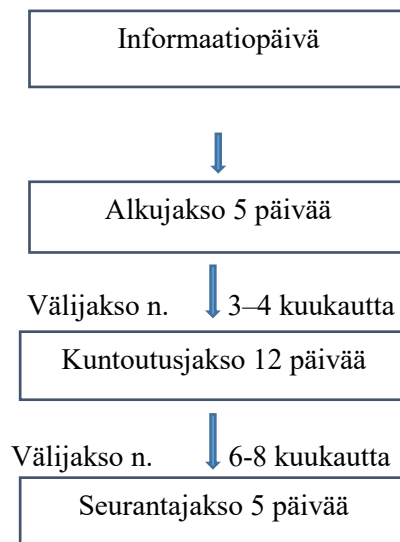 Informaatiopäivä
Alkujakso 5 päivää
Välijakso n. 3–4 kuukautta
Kuntoutusjakso 12 päivää
Välijakso n. 6-8 kuukautta
Seurantajakso 5 päivää